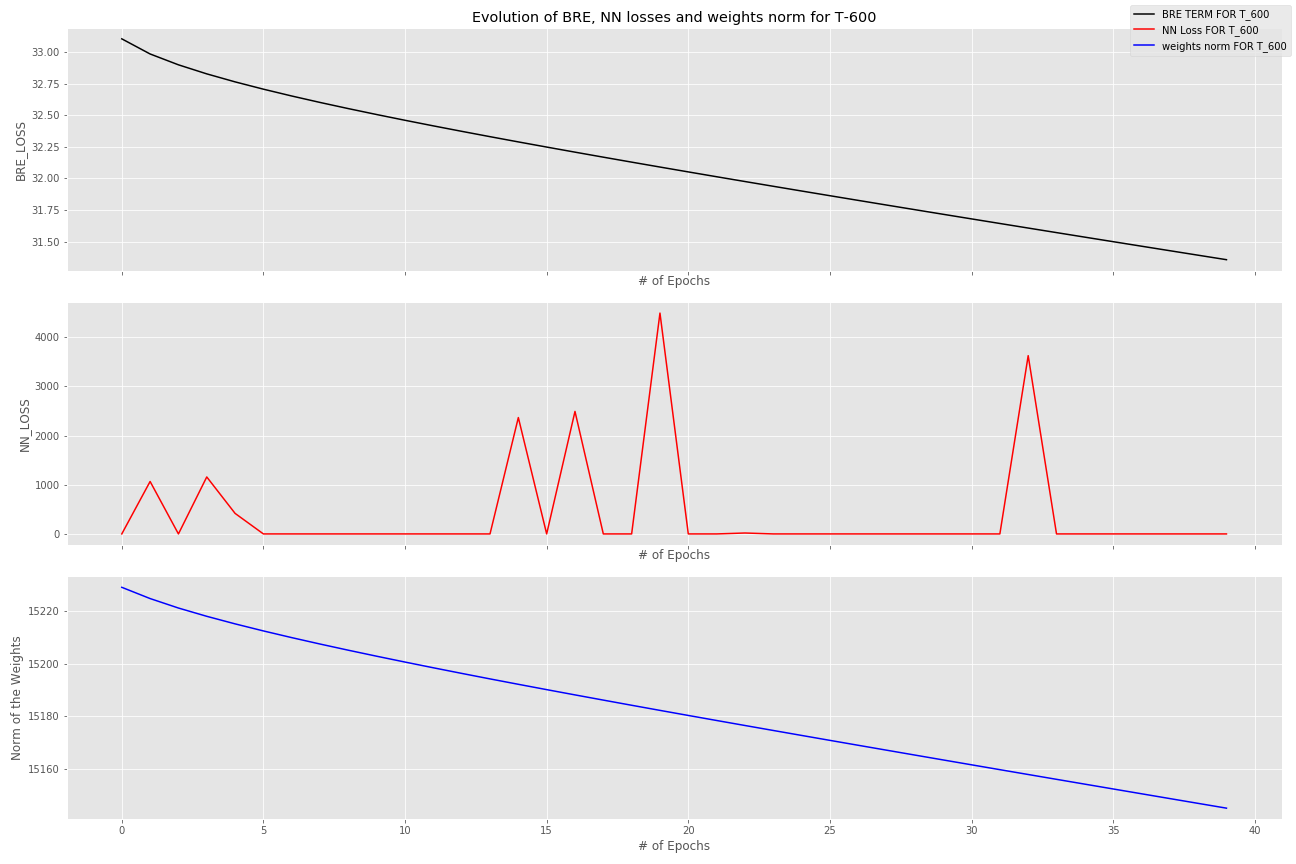 Evolution of BRE, NN losses and weights norm for T-600
BRE TERM FOR T_600
NN Loss FOR T_600
weights norm FOR T_600
BRE_LOSS
33.00
32.75
32.50
32.25
32.00
31.75
31.50
# of Epochs
NN_LOSS
4000
3000
2000
1000
0
# of Epochs
Norm of the Weights
15220
15200
15180
15160
0 5 10 15 20 25 30 35 40
# of Epochs